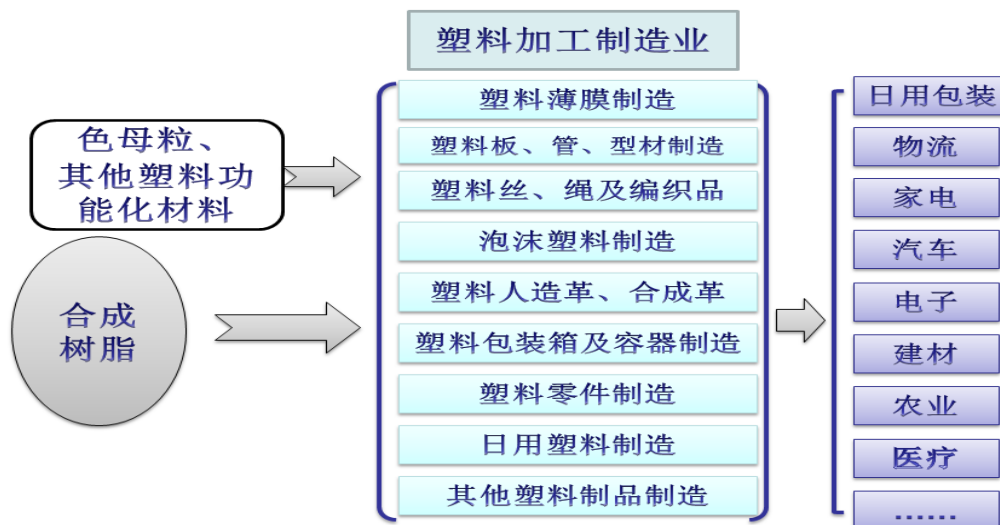 塑料加工制造业
色母粒、
其他塑料功
能化材料
合成
树脂
塑料薄膜制造
塑料板、管、型材制造
塑料丝、绳及编织品
泡沫塑料制造
塑料人造革、合成革
塑料包装箱及容器制造
塑料零件制造
日用塑料制造
其他塑料制品制造
日用包装
物流
家电
汽车
电子
建材
农业
医疗
......